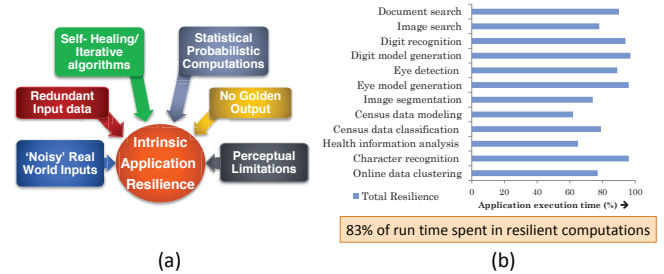 Self- Healing/
Iterative
algorithms
Statistical
Probabilistic
Computations
Redundant
Input data
No Golden
Output
'Noisy' Real
World Inputs
Intrinsic
Application
Resilience
Perceptual
Limitations
(a)
Document search
Image search
Digit recognition
Digit model generation
Eye detection
Eye model generation
Image segmentation
Census data modeling
Census data classification
Health information analysis
Character recognition
Online data clustering
0 20 40 60 80 100
Total Resilience
Application execution time (%) →
83% of run time spent in resilient computations
(b)